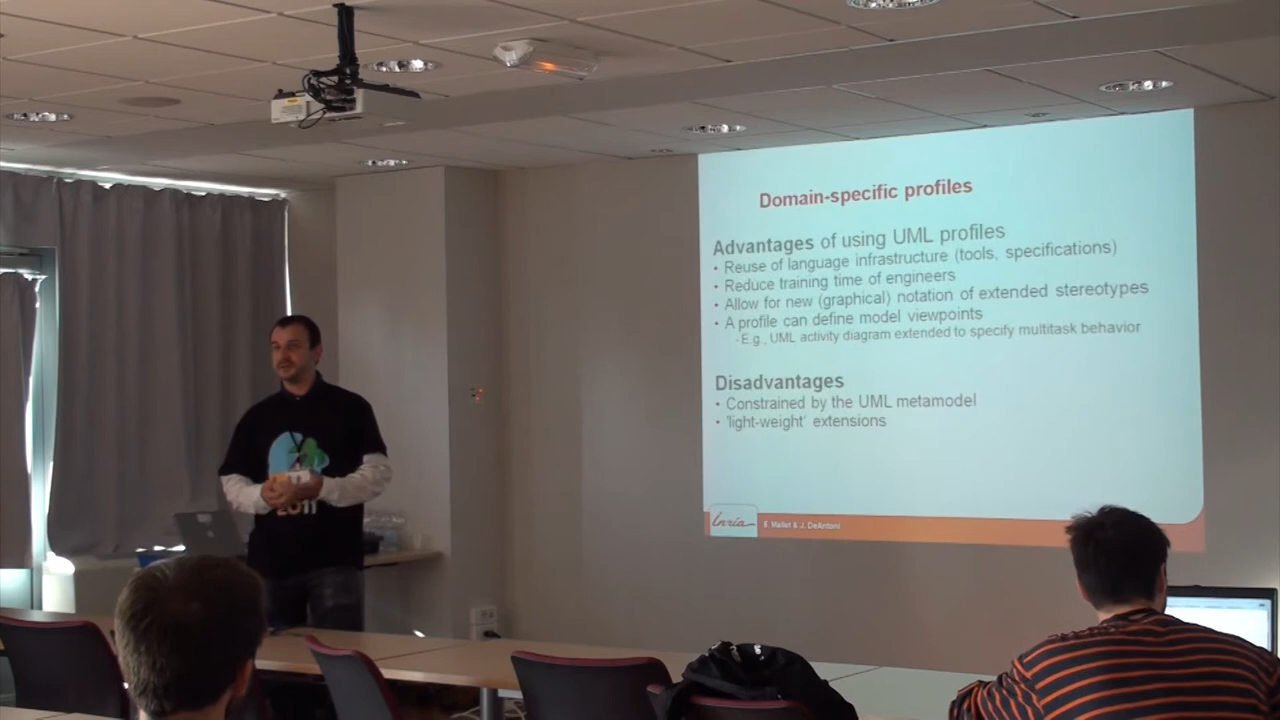 Domain-specific profiles
Advantages of using UML profiles
• Reuse of language infrastructure (tools, specifications)
• Reduce training time of engineers
• Allow for new (graphical) notation of extended stereotypes
• A profile can define model viewpoints
- E.g., UML activity diagram extended to specify multitask behavior
Disadvantages
• Constrained by the UML metamodel
• 'light-weight' extensions
Inria
F. Mallet & J. DeAntoni
2011